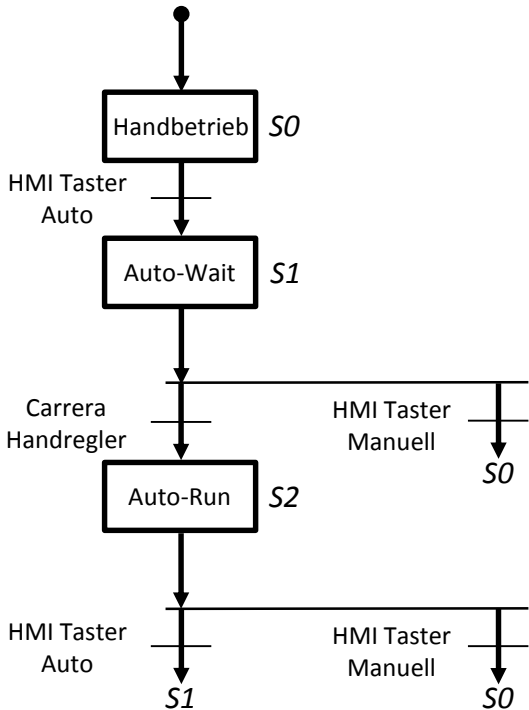 Handbetrieb S0
HMI Taster
Auto
Auto-Wait S1
Carrera
Handregler
HMI Taster
Manuell
S0
Auto-Run S2
HMI Taster
Auto
HMI Taster
Manuell
S1
S0